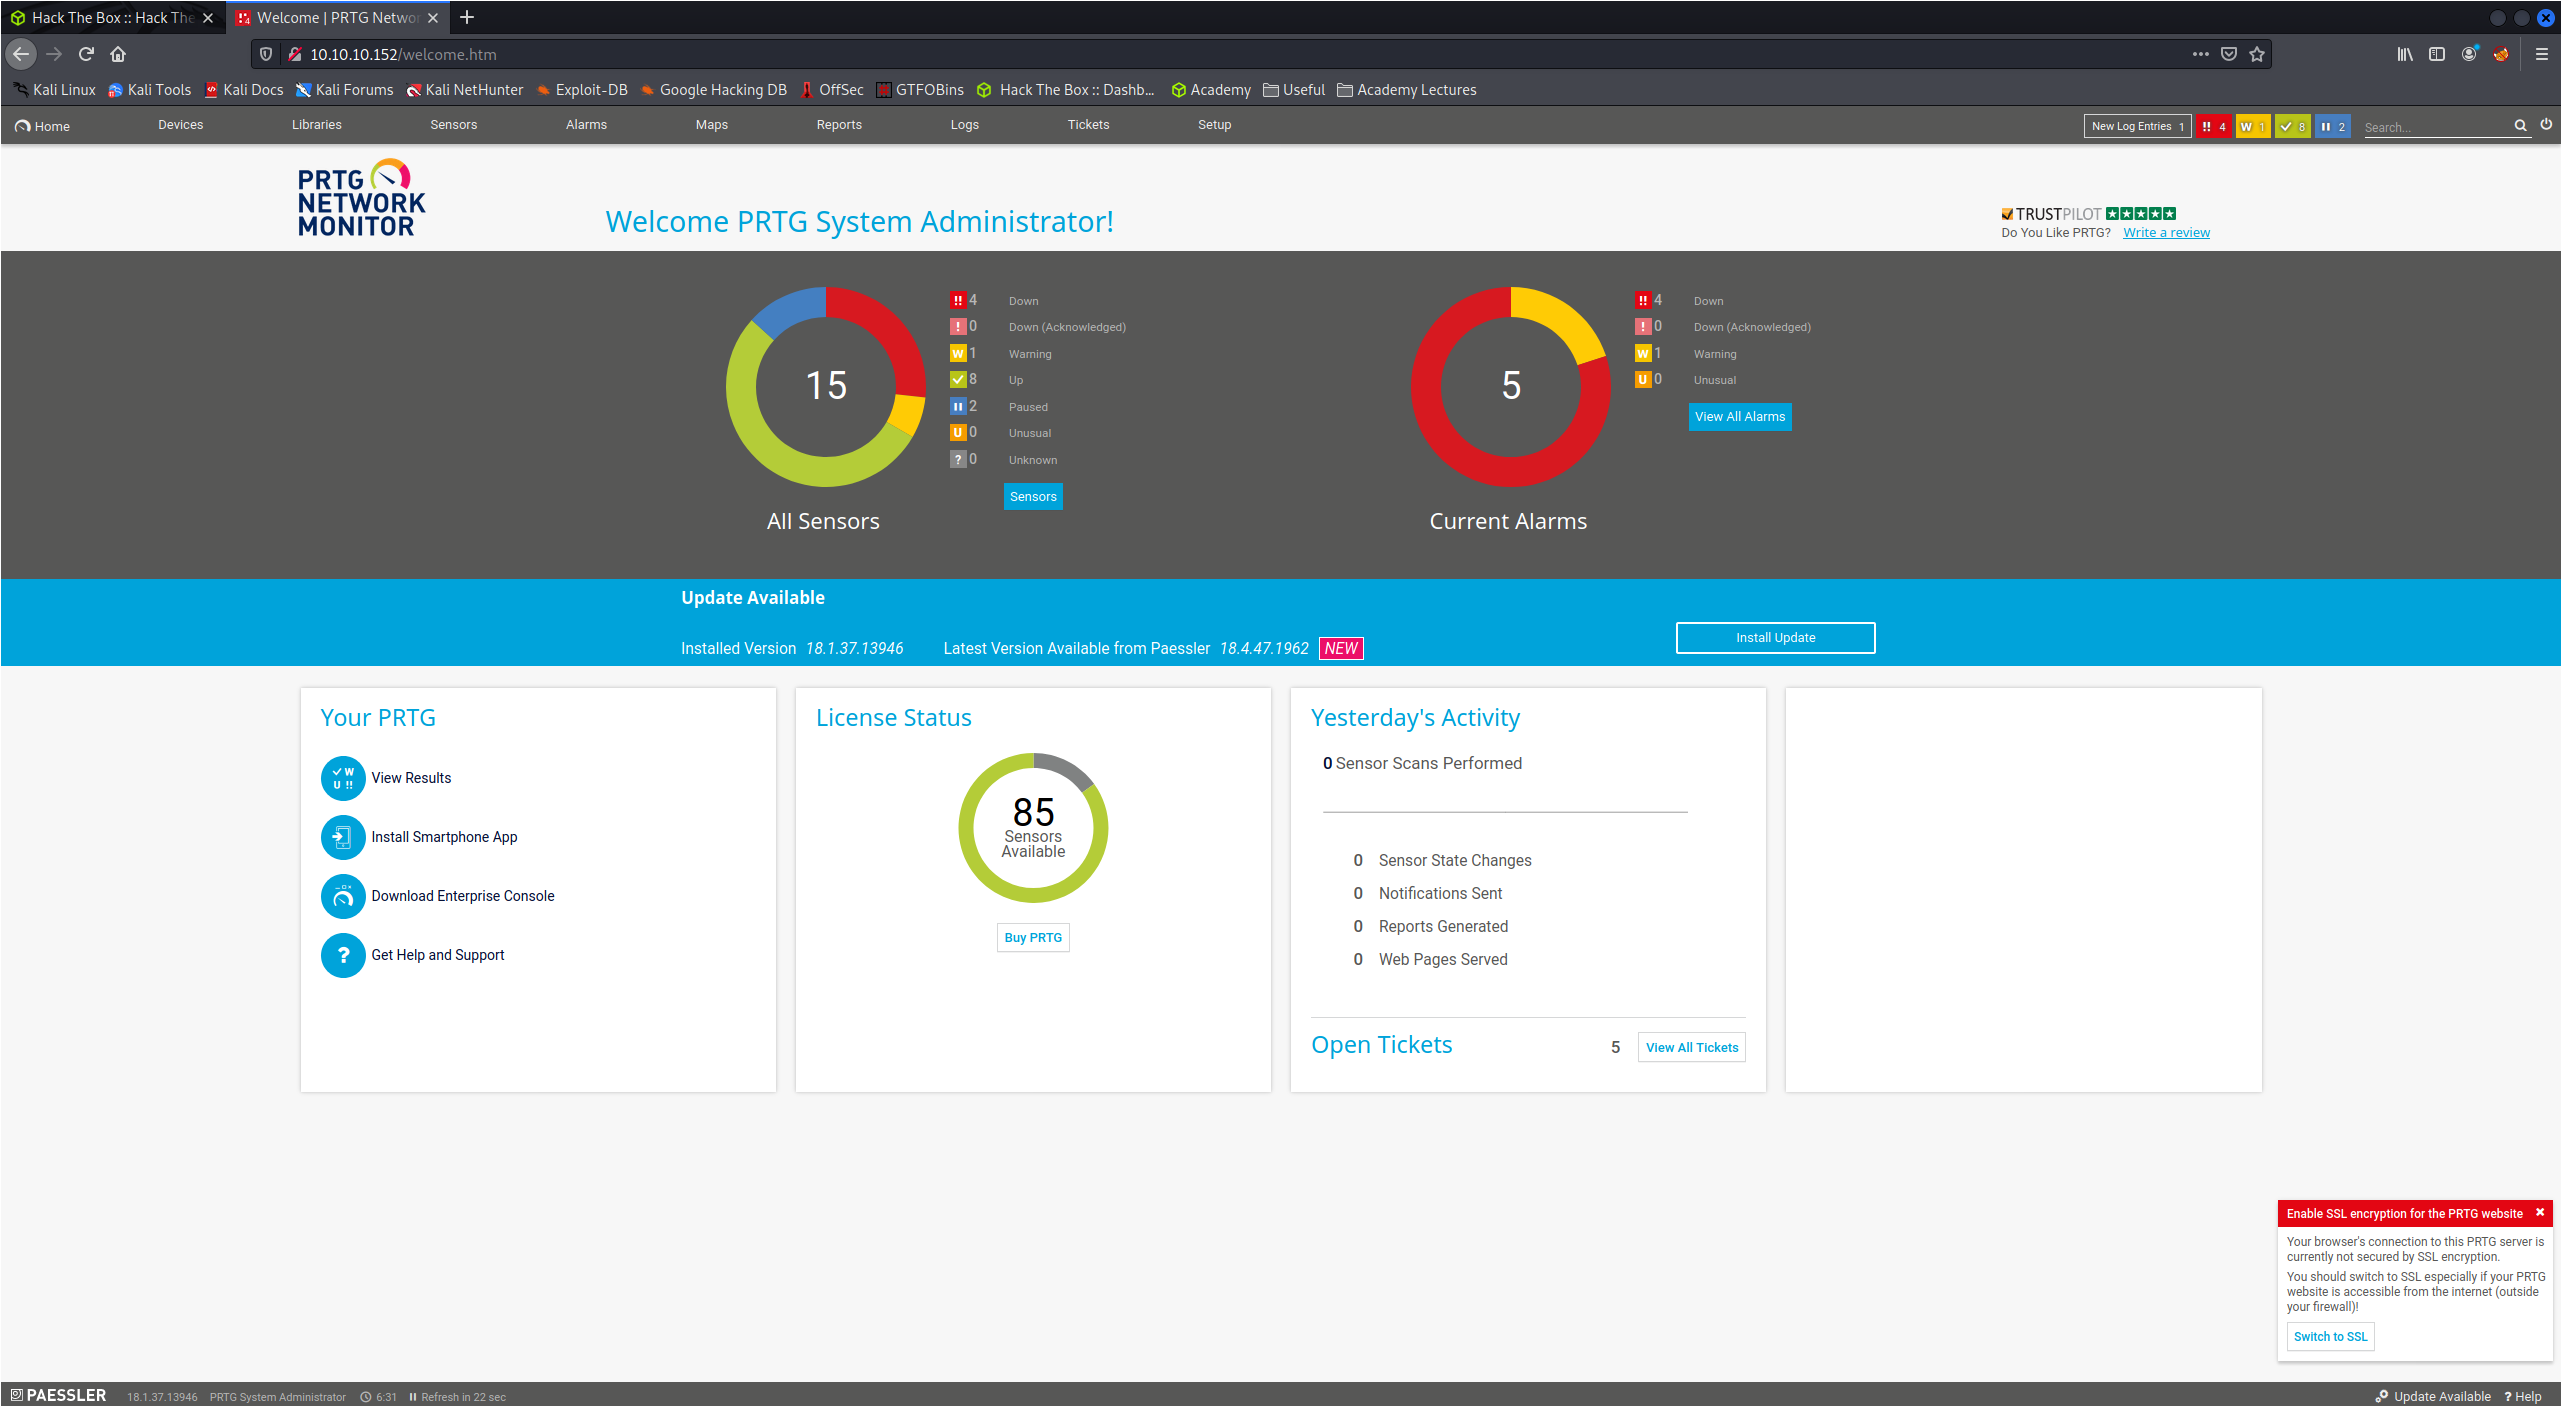 Hack The Box :: Hack The
Welcome | PRTG Networ
10.10.10.152/welcome.htm
Kali Linux Kali Tools Kali Docs Kali Forums Kali NetHunter Exploit-DB Google Hacking DB OffSec GTFOBins Hack The Box :: Dashb... Academy Useful Academy Lectures
Home Devices Libraries Sensors Alarms Maps Reports Logs Tickets Setup New Log Entries 1 !! 4 W 1 8 2 Search...
PRTG
NETWORK
MONITOR
Welcome PRTG System Administrator!
TRUSTPILOT
Do You Like PRTG? Write a review
15
!! 4 Down
! 0 Down (Acknowledged)
W 1 Warning
8 Up
2 Paused
U 0 Unusual
? 0 Unknown
Sensors
All Sensors
5
!! 4 Down
! 0 Down (Acknowledged)
W 1 Warning
U 0 Unusual
View All Alarms
Current Alarms
Update Available
Installed Version 18.1.37.13946 Latest Version Available from Paessler 18.4.47.1962 NEW
Install Update
Your PRTG
W
U !!
View Results
Install Smartphone App
Download Enterprise Console
? Get Help and Support
License Status
85
Sensors
Available
Buy PRTG
Yesterday's Activity
0 Sensor Scans Performed
0 Sensor State Changes
0 Notifications Sent
0 Reports Generated
0 Web Pages Served
Open Tickets 5 View All Tickets
Enable SSL encryption for the PRTG website
Your browser's connection to this PRTG server is
currently not secured by SSL encryption.
You should switch to SSL especially if your PRTG
website is accessible from the internet (outside
your firewall)!
Switch to SSL
PAESSLER 18.1.37.13946 PRTG System Administrator 6:31 Refresh in 22 sec Update Available ? Help